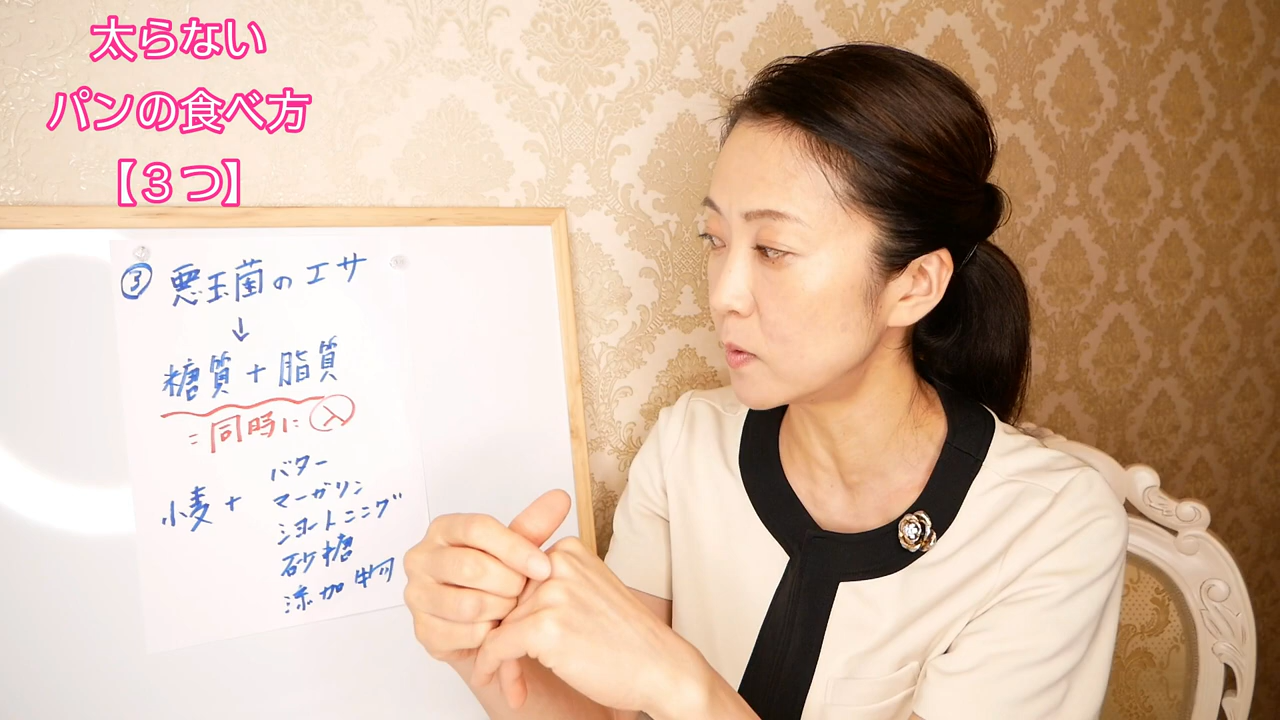 太らない
パンの食べ方
【３つ】
③ 悪玉菌のエサ
↓
糖質+脂質
=同時に入
小麦+
バター
マーガリン
ショートニング
砂糖
添加物